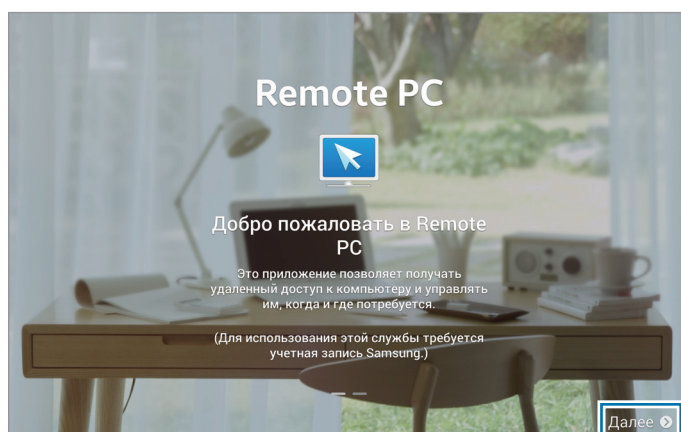 Remote PC
Добро пожаловать в Remote
PC
Это приложение позволяет получать
удаленный доступ к компьютеру и управлять
им, когда и где потребуется.
(Для использования этой службы требуется
учетная запись Samsung.)
Далее